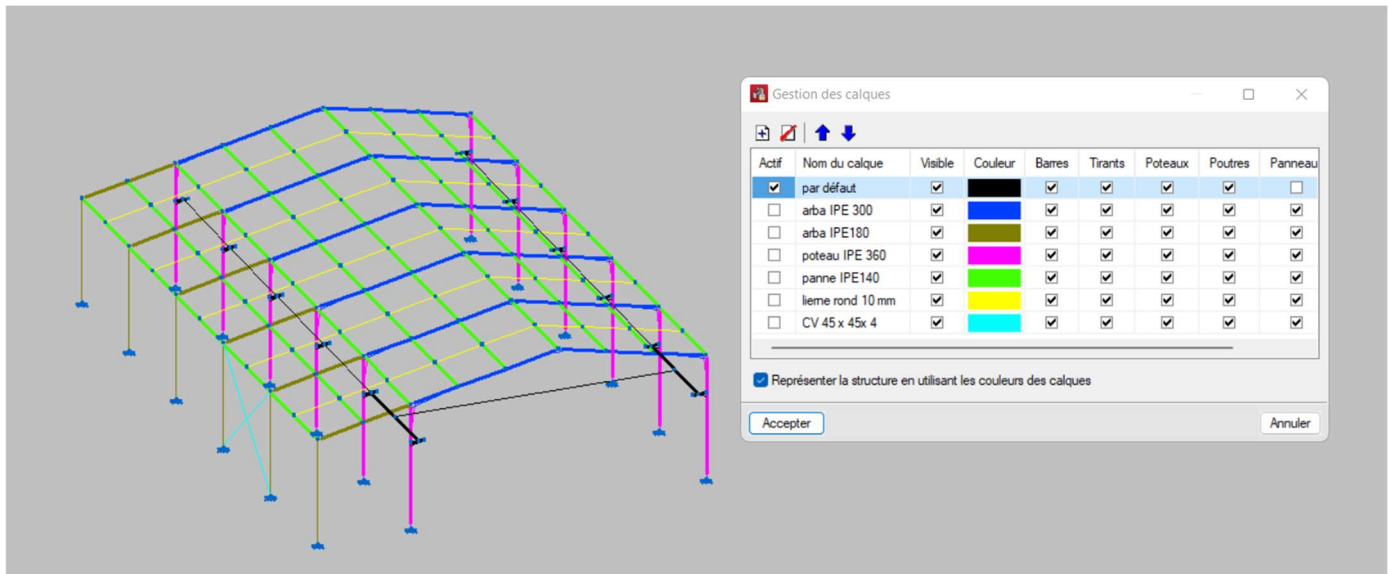 Gestion des calques
Actif Nom du calque Visible Couleur Barres Tirants Poteaux Poutres Panneau
par défaut
arba IPE 300
arba IPE180
poteau IPE 360
panne IPE140
lierne rond 10 mm
CV 45 x 45x 4
Représenter la structure en utilisant les couleurs des calques
Accepter Annuler